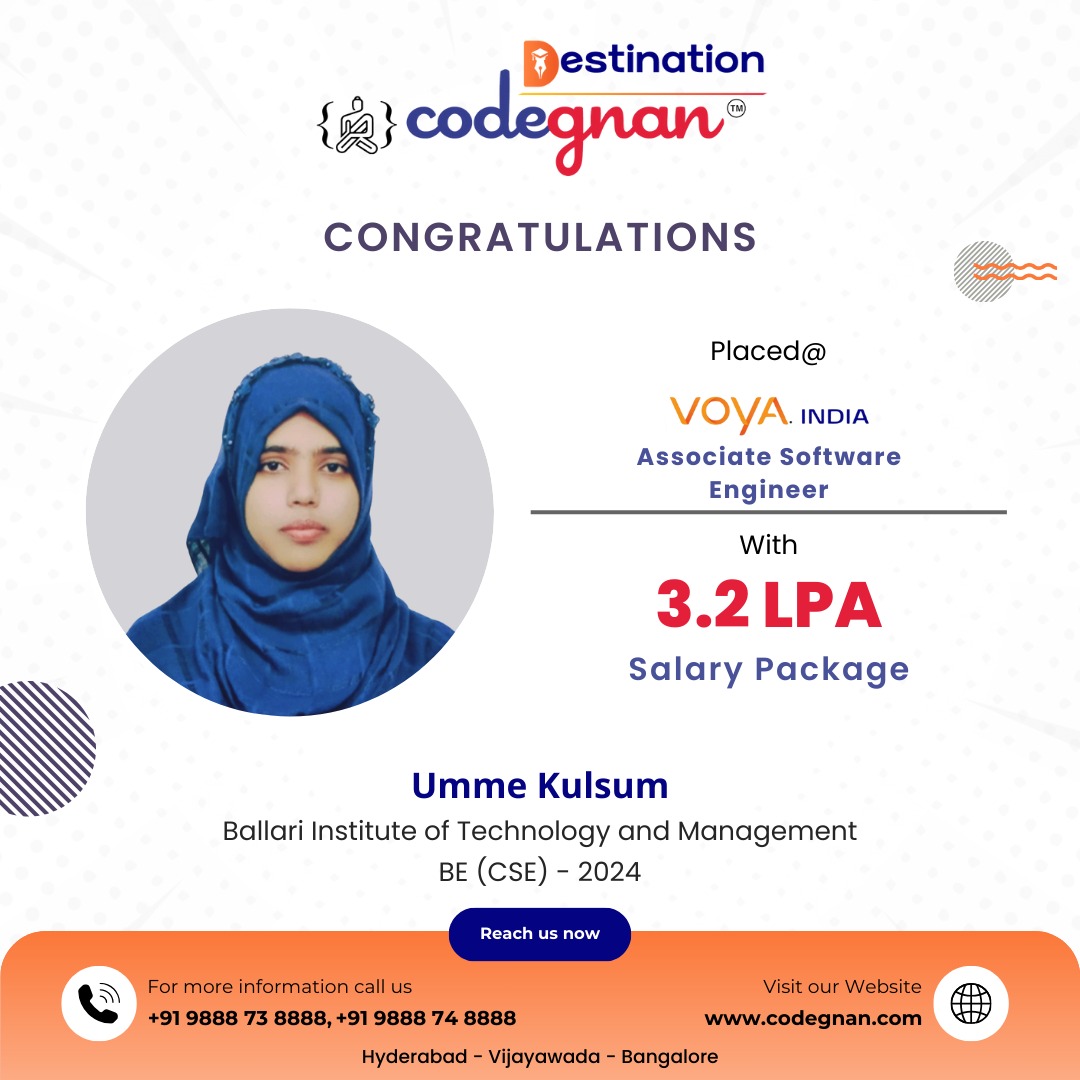 Destination
codegnan™
CONGRATULATIONS
Placed@
VOYA. INDIA
Associate Software
Engineer
With
3.2 LPA
Salary Package
Umme Kulsum
Ballari Institute of Technology and Management
BE (CSE) - 2024
Reach us now
For more information call us
+91 9888 73 8888, +91 9888 74 8888
Visit our Website
www.codegnan.com
Hyderabad - Vijayawada - Bangalore